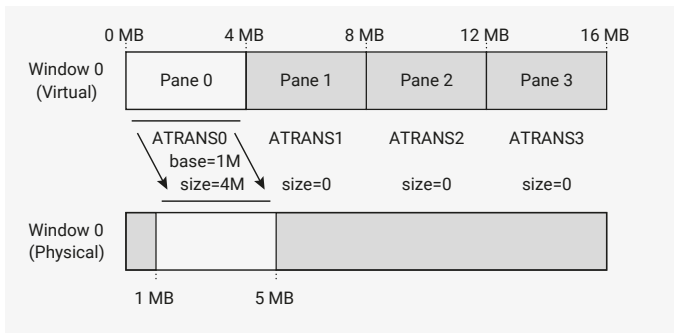 0 MB 4 MB 8 MB 12 MB 16 MB
Window 0
(Virtual)
Pane 0 Pane 1 Pane 2 Pane 3
ATRANS0 ATRANS1 ATRANS2 ATRANS3
base=1M
size=4M size=0 size=0 size=0
Window 0
(Physical)
1 MB 5 MB